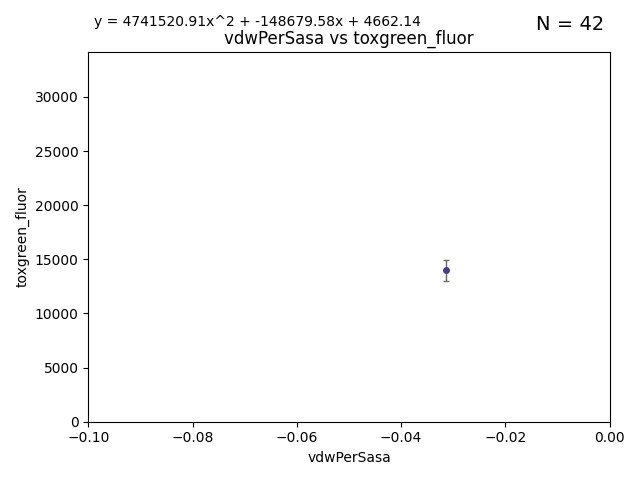 y = 4741520.91x^2 + -148679.58x + 4662.14
N = 42
vdwPerSasa vs toxgreen_fluor
30000
25000
20000
15000
10000
5000
0
toxgreen_fluor
−0.10
−0.08
−0.06
−0.04
−0.02
0.00
vdwPerSasa